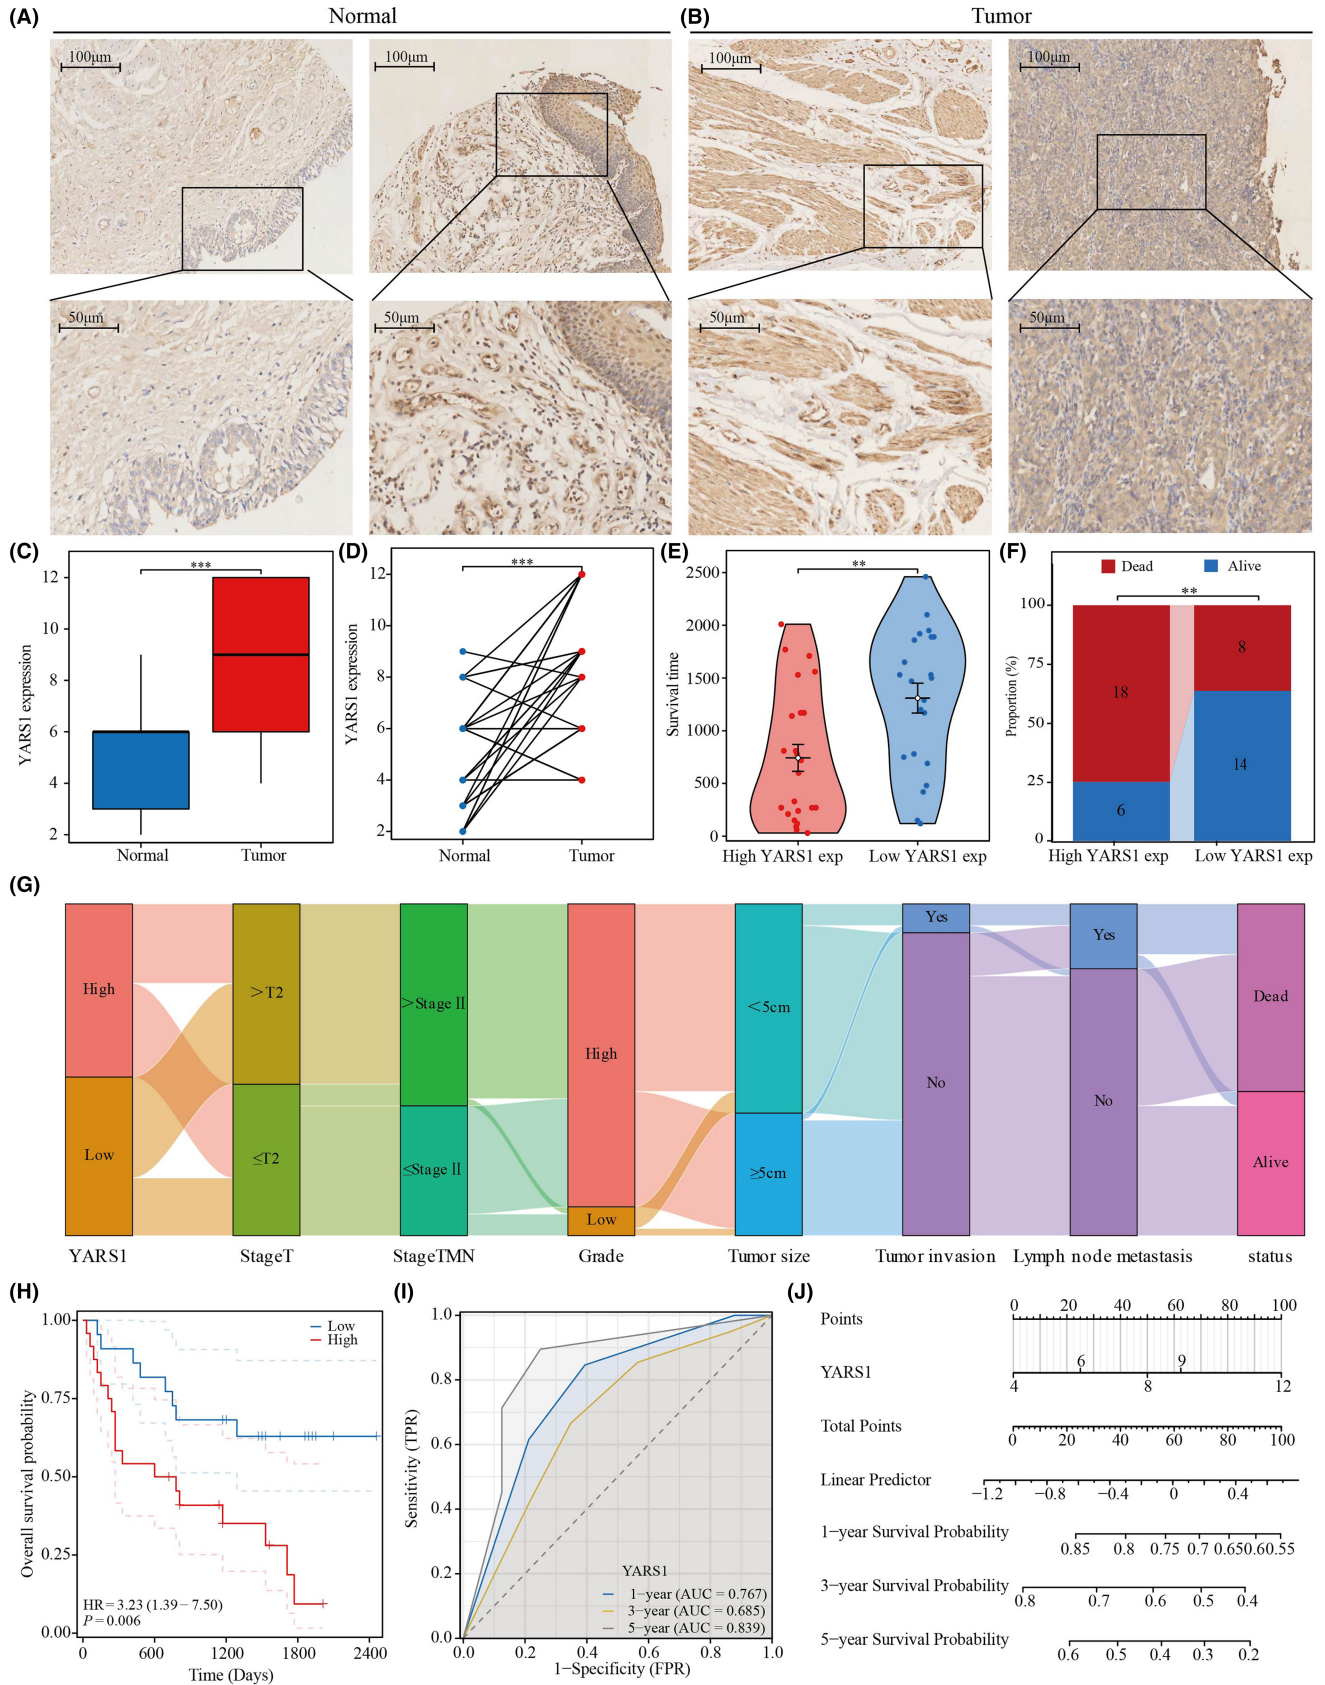 (A) Normal
(B) Tumor
100μm
100μm
100μm
100μm
50μm
50μm
50μm
50μm
(C)
***
YARS1 expression
12
10
8
6
4
2
Normal
Tumor
(D)
***
YARS1 expression
12
10
8
6
4
2
Normal
Tumor
(E)
**
Survival time
2500
2000
1500
1000
500
0
High YARS1 exp
Low YARS1 exp
(F)
Dead
Alive
**
Proportion (%)
100
75
50
25
0
18
6
8
14
High YARS1 exp
Low YARS1 exp
(G)
High
Low
>T2
≤T2
>Stage II
≤Stage II
High
Low
<5cm
≥5cm
Yes
No
Yes
No
Dead
Alive
YARS1
StageT
StageTMN
Grade
Tumor size
Tumor invasion
Lymph node metastasis
status
(H)
Overall survival probability
1.00
0.75
0.50
0.25
0.00
Low
High
HR = 3.23 (1.39 − 7.50)
P = 0.006
0 600 1200 1800 2400
Time (Days)
(I)
Sensitivity (TPR)
1.0
0.8
0.6
0.4
0.2
0.0
YARS1
1−year (AUC = 0.767)
3−year (AUC = 0.685)
5−year (AUC = 0.839)
0.0 0.2 0.4 0.6 0.8 1.0
1−Specificity (FPR)
(J)
0 20 40 60 80 100
Points
6 9
YARS1
4 8 12
Total Points
0 20 40 60 80 100
Linear Predictor
−1.2 −0.8 −0.4 0 0.4
1−year Survival Probability
0.85 0.8 0.75 0.7 0.65 0.6 0.55
3−year Survival Probability
0.8 0.7 0.6 0.5 0.4
5−year Survival Probability
0.6 0.5 0.4 0.3 0.2